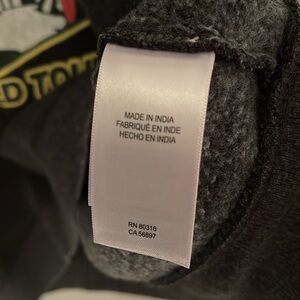 MADE IN INDIA
FABRIQUÉ EN INDE
HECHO EN INDIA
RN 80318
CA 56897